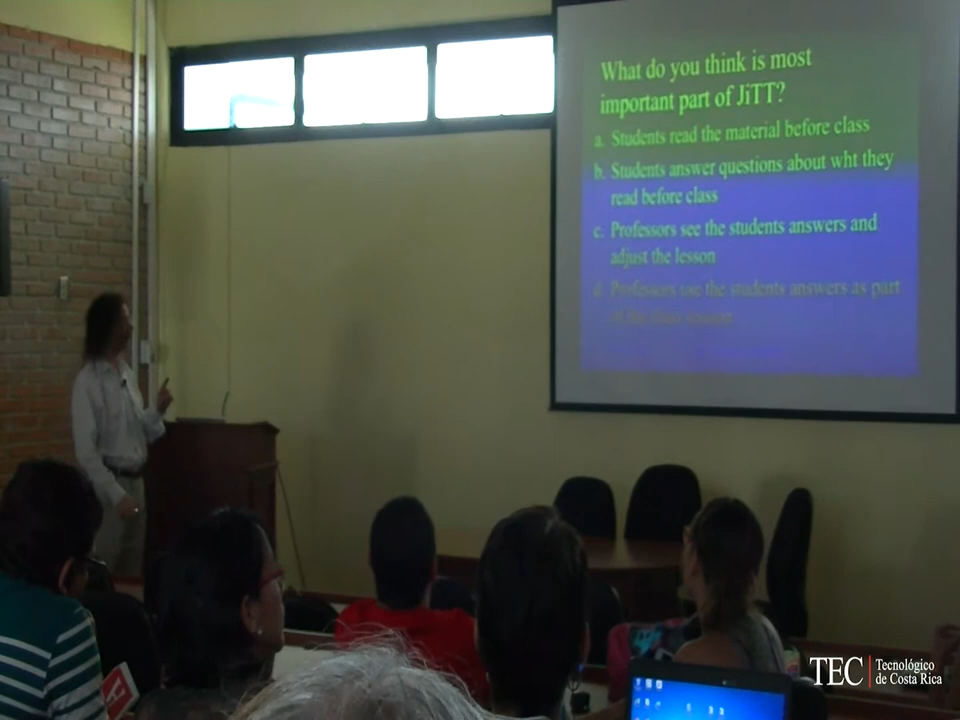 What do you think is most
important part of JiTT?
a. Students read the material before class
b. Students answer questions about wht they
read before class
c. Professors see the students answers and
adjust the lesson
d. Professors use the students answers as part
of the class session
TEC | Tecnológico
de Costa Rica